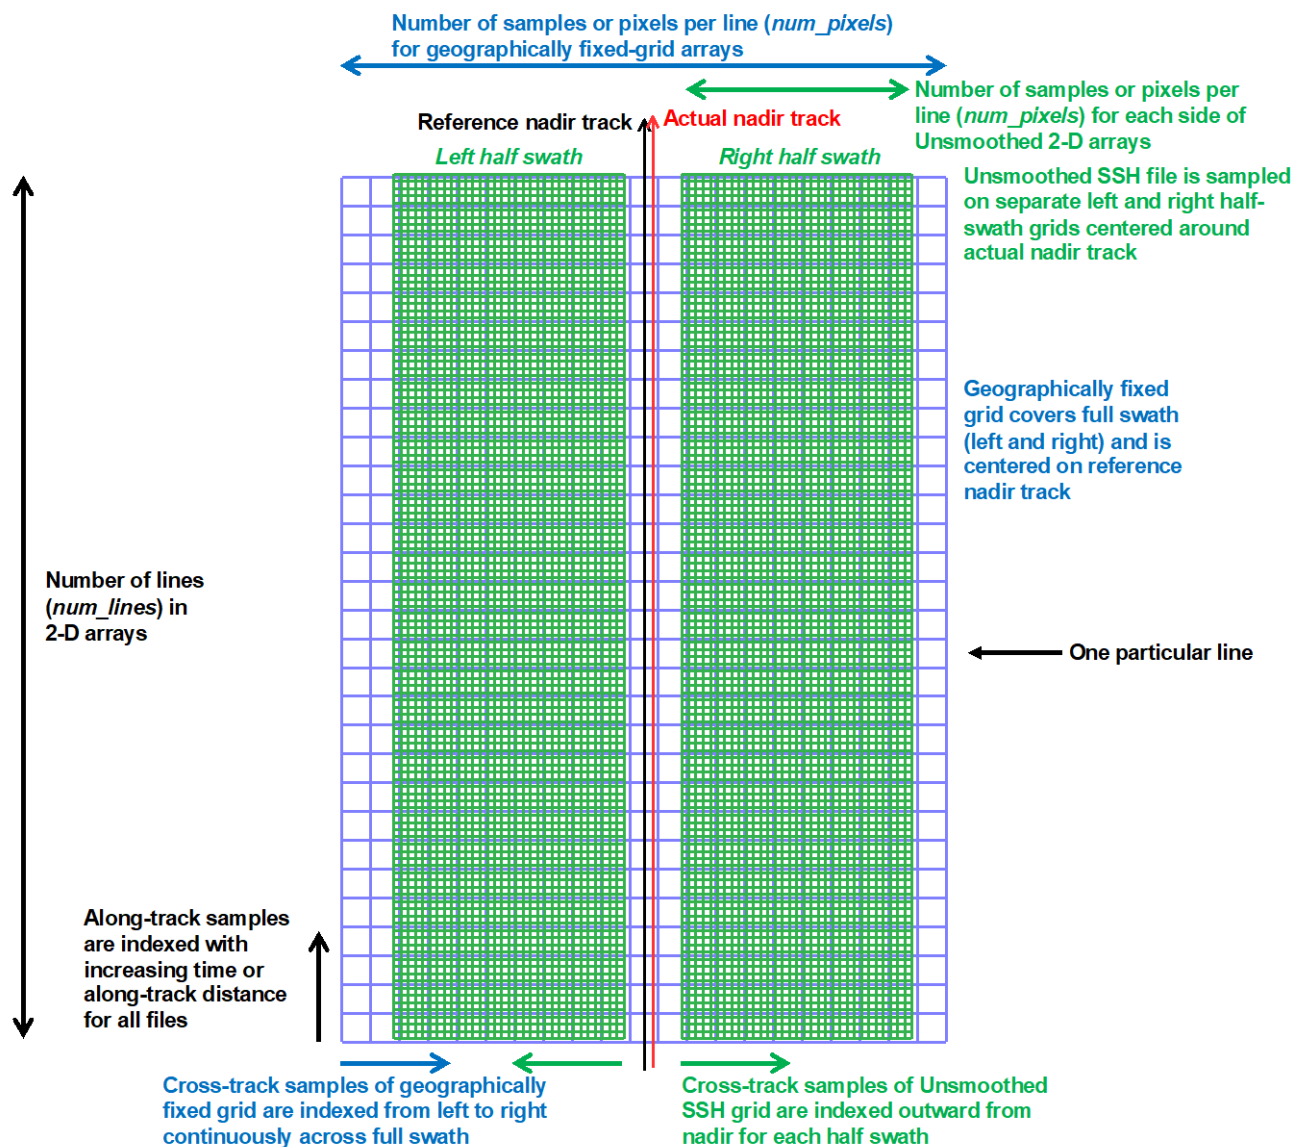 Number of samples or pixels per line (num_pixels)
for geographically fixed-grid arrays
Number of samples or pixels per
line (num_pixels) for each side of
Unsmoothed 2-D arrays
Reference nadir track
Actual nadir track
Left half swath
Right half swath
Unsmoothed SSH file is sampled
on separate left and right half-
swath grids centered around
actual nadir track
Geographically fixed
grid covers full swath
(left and right) and is
centered on reference
nadir track
Number of lines
(num_lines) in
2-D arrays
One particular line
Along-track samples
are indexed with
increasing time or
along-track distance
for all files
Cross-track samples of geographically
fixed grid are indexed from left to right
continuously across full swath
Cross-track samples of Unsmoothed
SSH grid are indexed outward from
nadir for each half swath